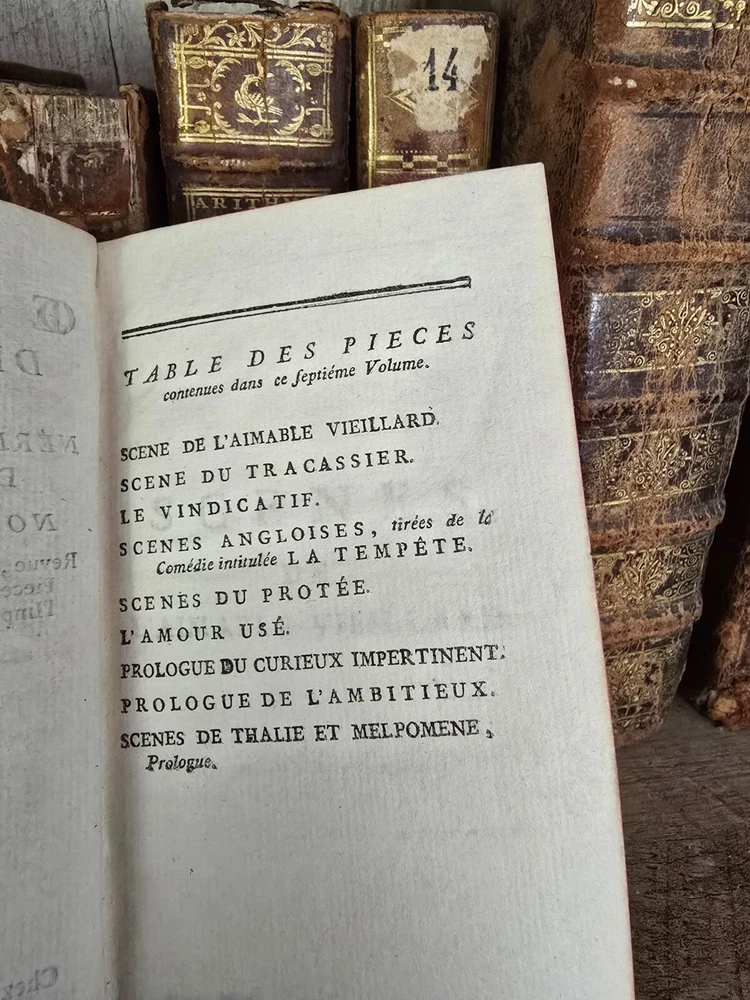 14
ARITHM
TABLE DES PIECES
contenues dans ce septiéme Volume.
SCENE DE L'AIMABLE VIEILLARD.
SCENE DU TRACASSIER.
LE VINDICATIF.
SCENES ANGLOISES, tirées de la
Comédie intitulée LA TEMPÊTE.
SCENES DU PROTÉE.
L'AMOUR USÉ.
PROLOGUE DU CURIEUX IMPERTINENT.
PROLOGUE DE L'AMBITIEUX.
SCENES DE THALIE ET MELPOMENE,
Prologue.